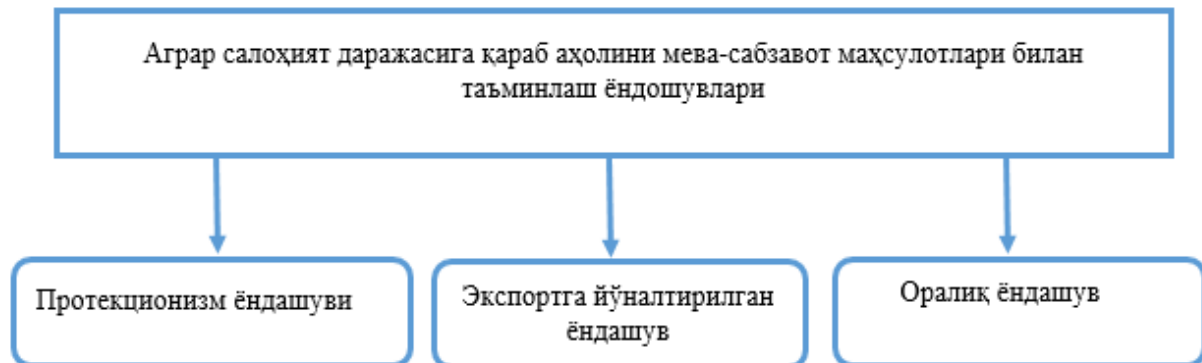 Аграр салоҳият даражасига қараб аҳолини мева-сабзавот маҳсулотлари билан
таъминлаш ёндошувлари
Протекционизм ёндашуви
Экспортга йўналтирилган
ёндашув
Оралиқ ёндашув